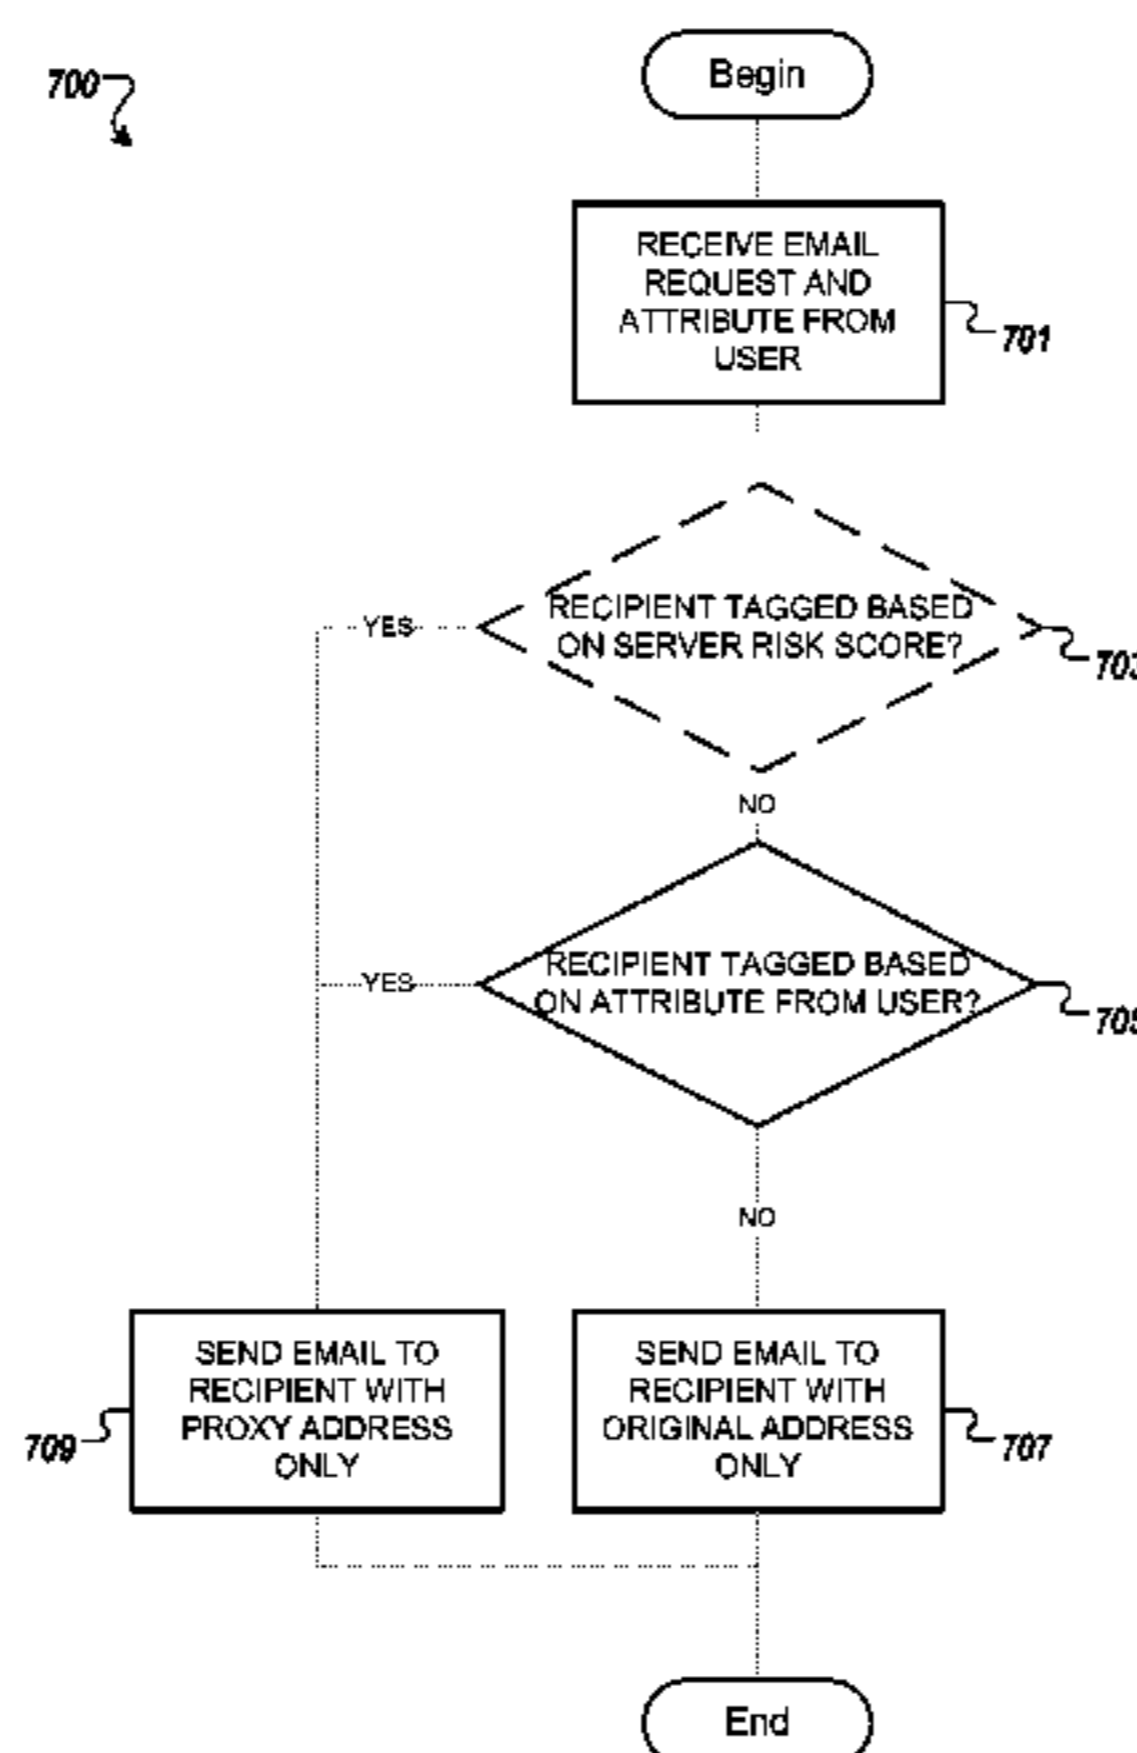 700
Begin
RECEIVE EMAIL
REQUEST AND
ATTRIBUTE FROM
USER
701
RECIPIENT TAGGED BASED
ON SERVER RISK SCORE?
YES
703
NO
RECIPIENT TAGGED BASED
ON ATTRIBUTE FROM USER?
YES
705
NO
SEND EMAIL TO
RECIPIENT WITH
PROXY ADDRESS
ONLY
709
SEND EMAIL TO
RECIPIENT WITH
ORIGINAL ADDRESS
ONLY
707
End